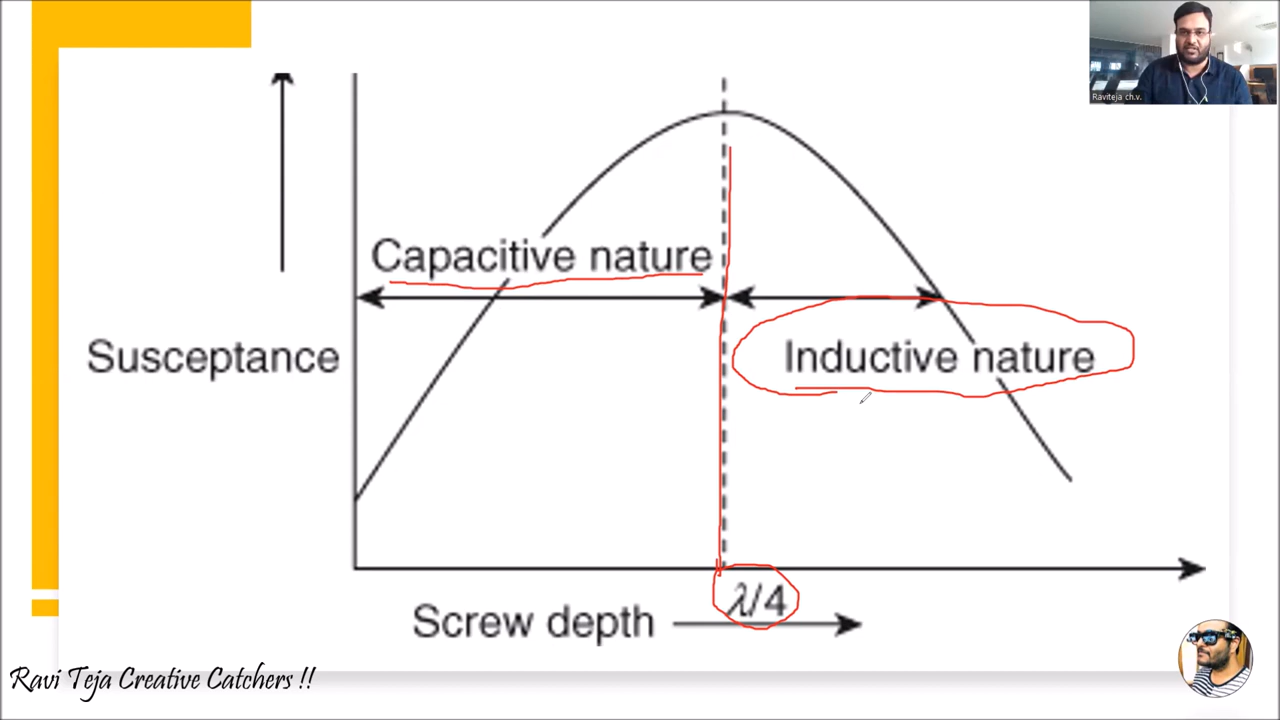 Raviteja ch.v.
Capacitive nature
Susceptance
Inductive nature
λ/4
Screw depth
Ravi Teja Creative Catchers !!